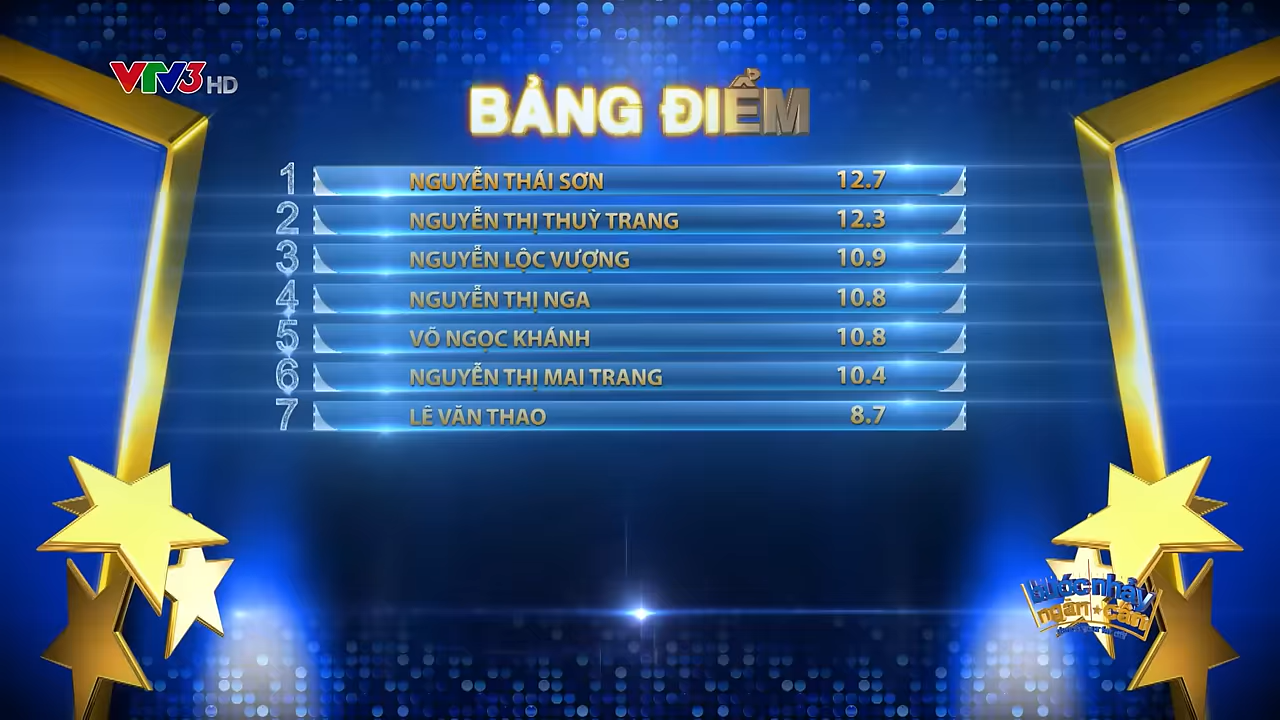 VTV3 HD
BẢNG ĐIỂM
1 NGUYỄN THÁI SƠN 12.7
2 NGUYỄN THỊ THUỲ TRANG 12.3
3 NGUYỄN LỘC VƯỢNG 10.9
4 NGUYỄN THỊ NGA 10.8
5 VÕ NGỌC KHÁNH 10.8
6 NGUYỄN THỊ MAI TRANG 10.4
7 LÊ VĂN THAO 8.7
Bước nhảy
ngàn cân